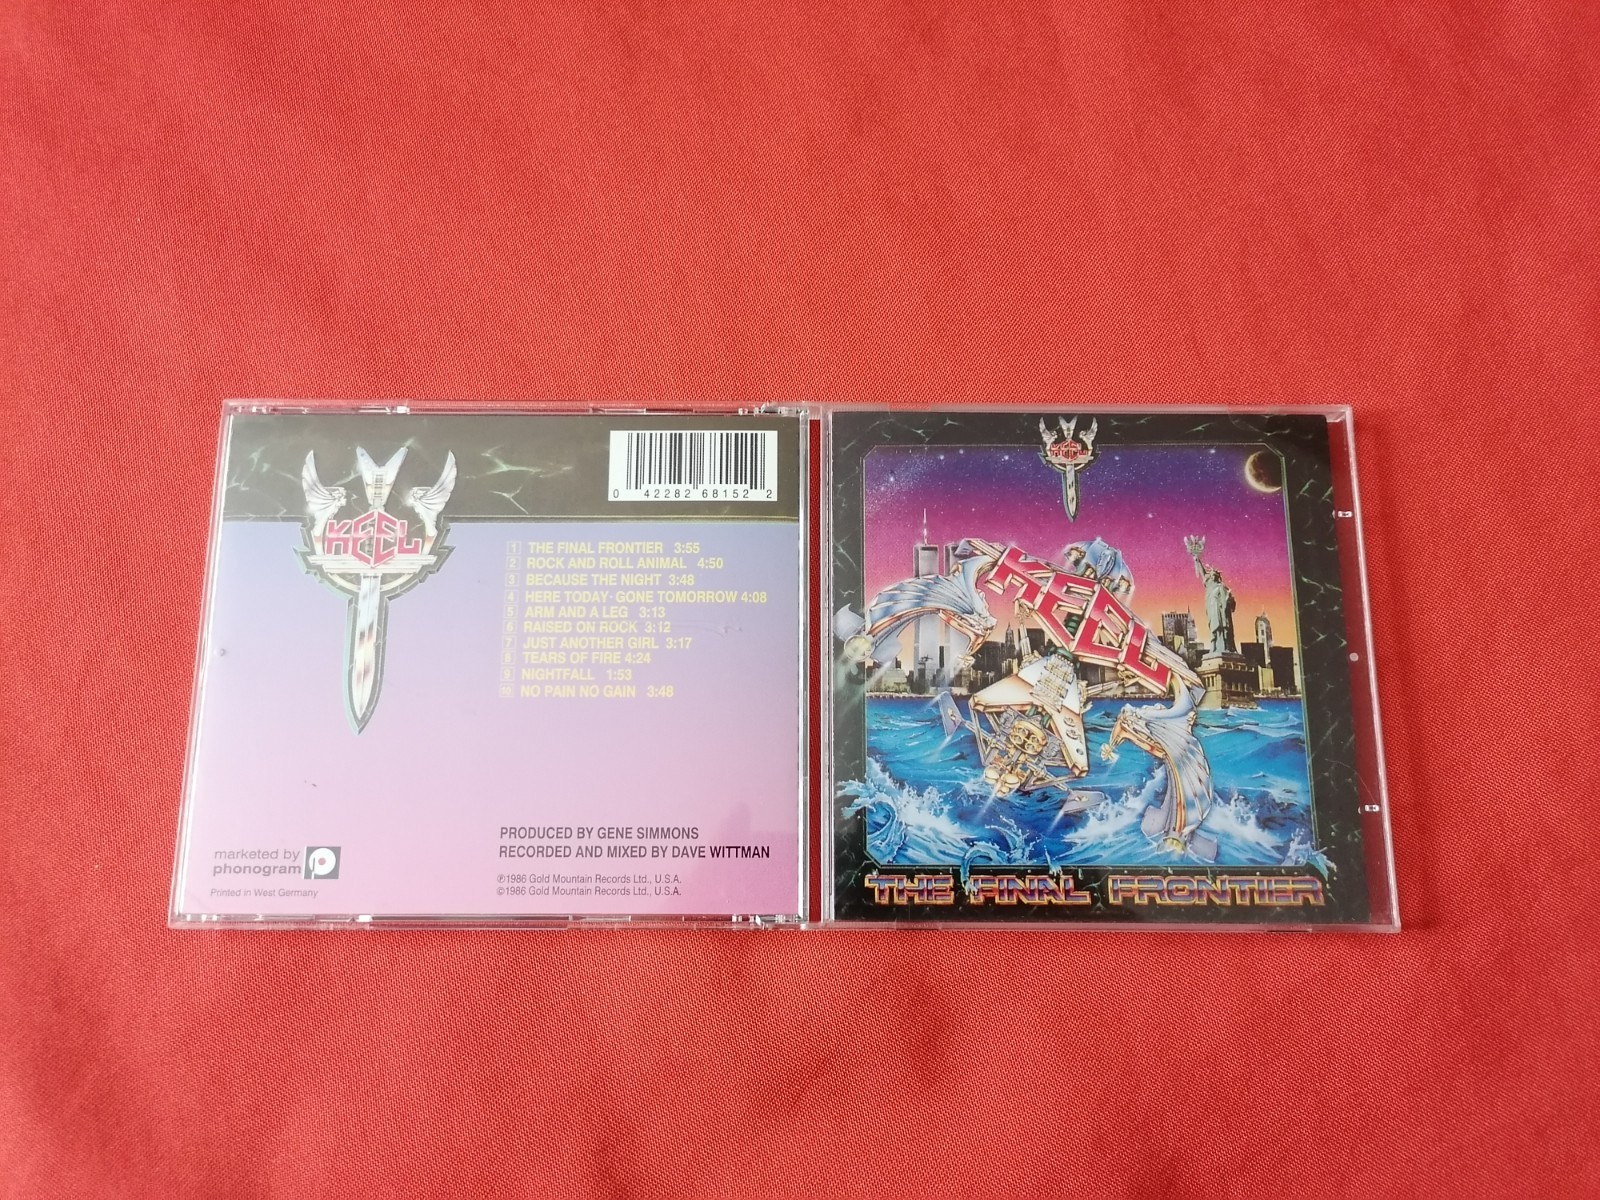 KEEL
0 42282 68152 2
1 THE FINAL FRONTIER 3:55
2 ROCK AND ROLL ANIMAL 4:50
3 BECAUSE THE NIGHT 3:48
4 HERE TODAY·GONE TOMORROW 4:08
5 ARM AND A LEG 3:13
6 RAISED ON ROCK 3:12
7 JUST ANOTHER GIRL 3:17
8 TEARS OF FIRE 4:24
9 NIGHTFALL 1:53
10 NO PAIN NO GAIN 3:48
PRODUCED BY GENE SIMMONS
RECORDED AND MIXED BY DAVE WITTMAN
℗1986 Gold Mountain Records Ltd., U.S.A.
©1986 Gold Mountain Records Ltd., U.S.A.
marketed by
phonogram
Printed in West Germany
KEEL
KEEL
THE FINAL FRONTIER